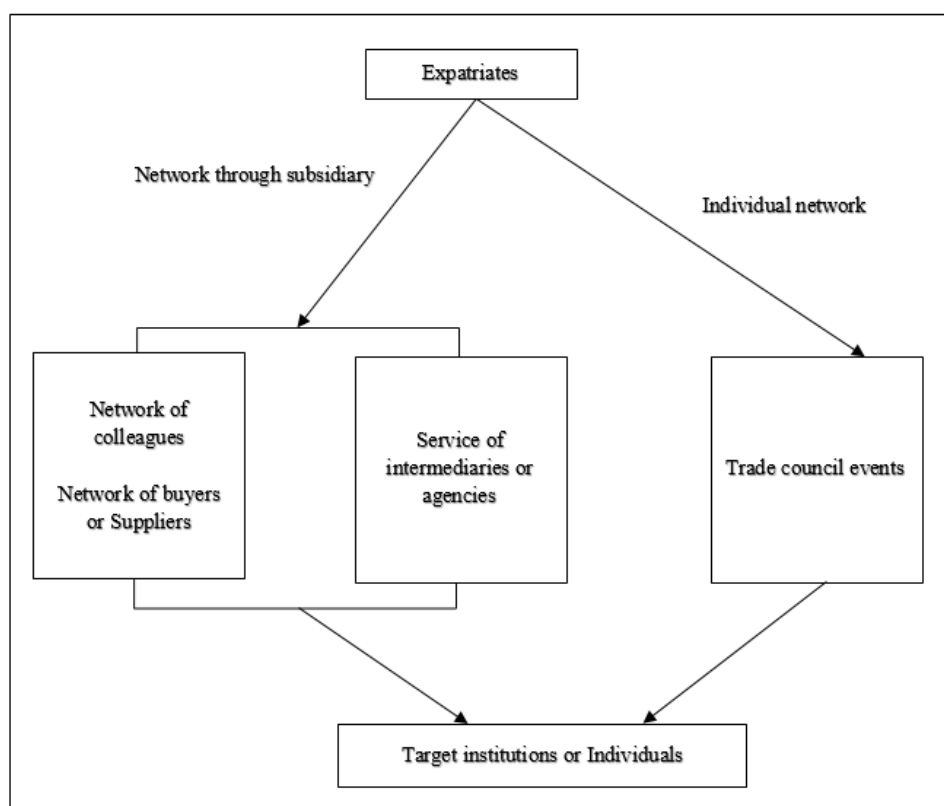 Expatriates
Network through subsidiary
Individual network
Network of
colleagues
Network of buyers
or Suppliers
Service of
intermediaries or
agencies
Trade council events
Target institutions or Individuals